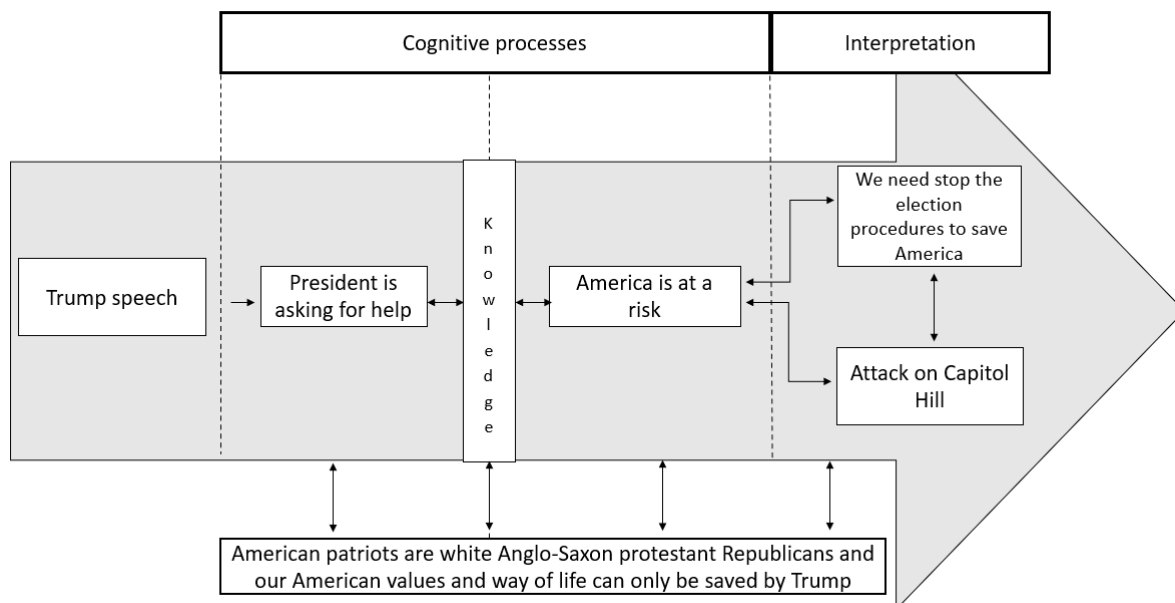 Cognitive processes
Interpretation
Trump speech
President is
asking for help
Knowledge
America is at a
risk
We need stop the
election
procedures to save
America
Attack on Capitol
Hill
American patriots are white Anglo-Saxon protestant Republicans and
our American values and way of life can only be saved by Trump